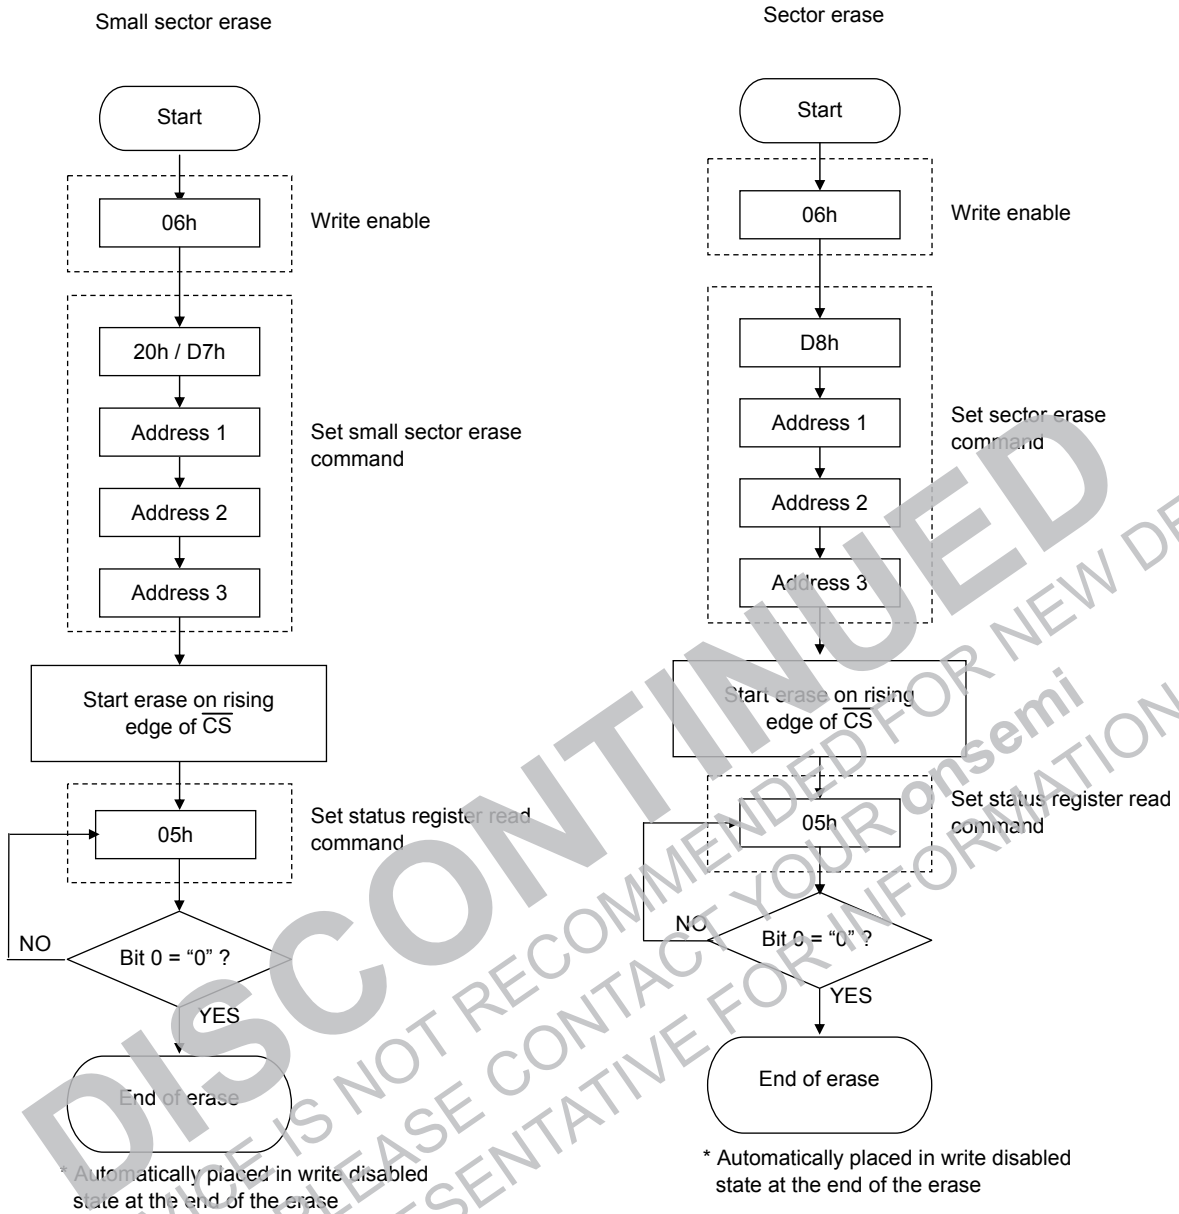 Small sector erase
Start
06h
Write enable
20h / D7h
Address 1
Address 2
Address 3
Set small sector erase
command
Start erase on rising
edge of CS
05h
Set status register read
command
Bit 0 = “0” ?
NO
YES
End of erase
* Automatically placed in write disabled
state at the end of the erase
Sector erase
Start
06h
Write enable
D8h
Address 1
Address 2
Address 3
Set sector erase
command
Start erase on rising
edge of CS
05h
Set status register read
command
Bit 0 = “0” ?
NO
YES
End of erase
* Automatically placed in write disabled
state at the end of the erase
DISCONTINUED
IS NOT RECOMMENDED FOR NEW
PLEASE CONTACT YOUR onsemi
FOR INFORMATION